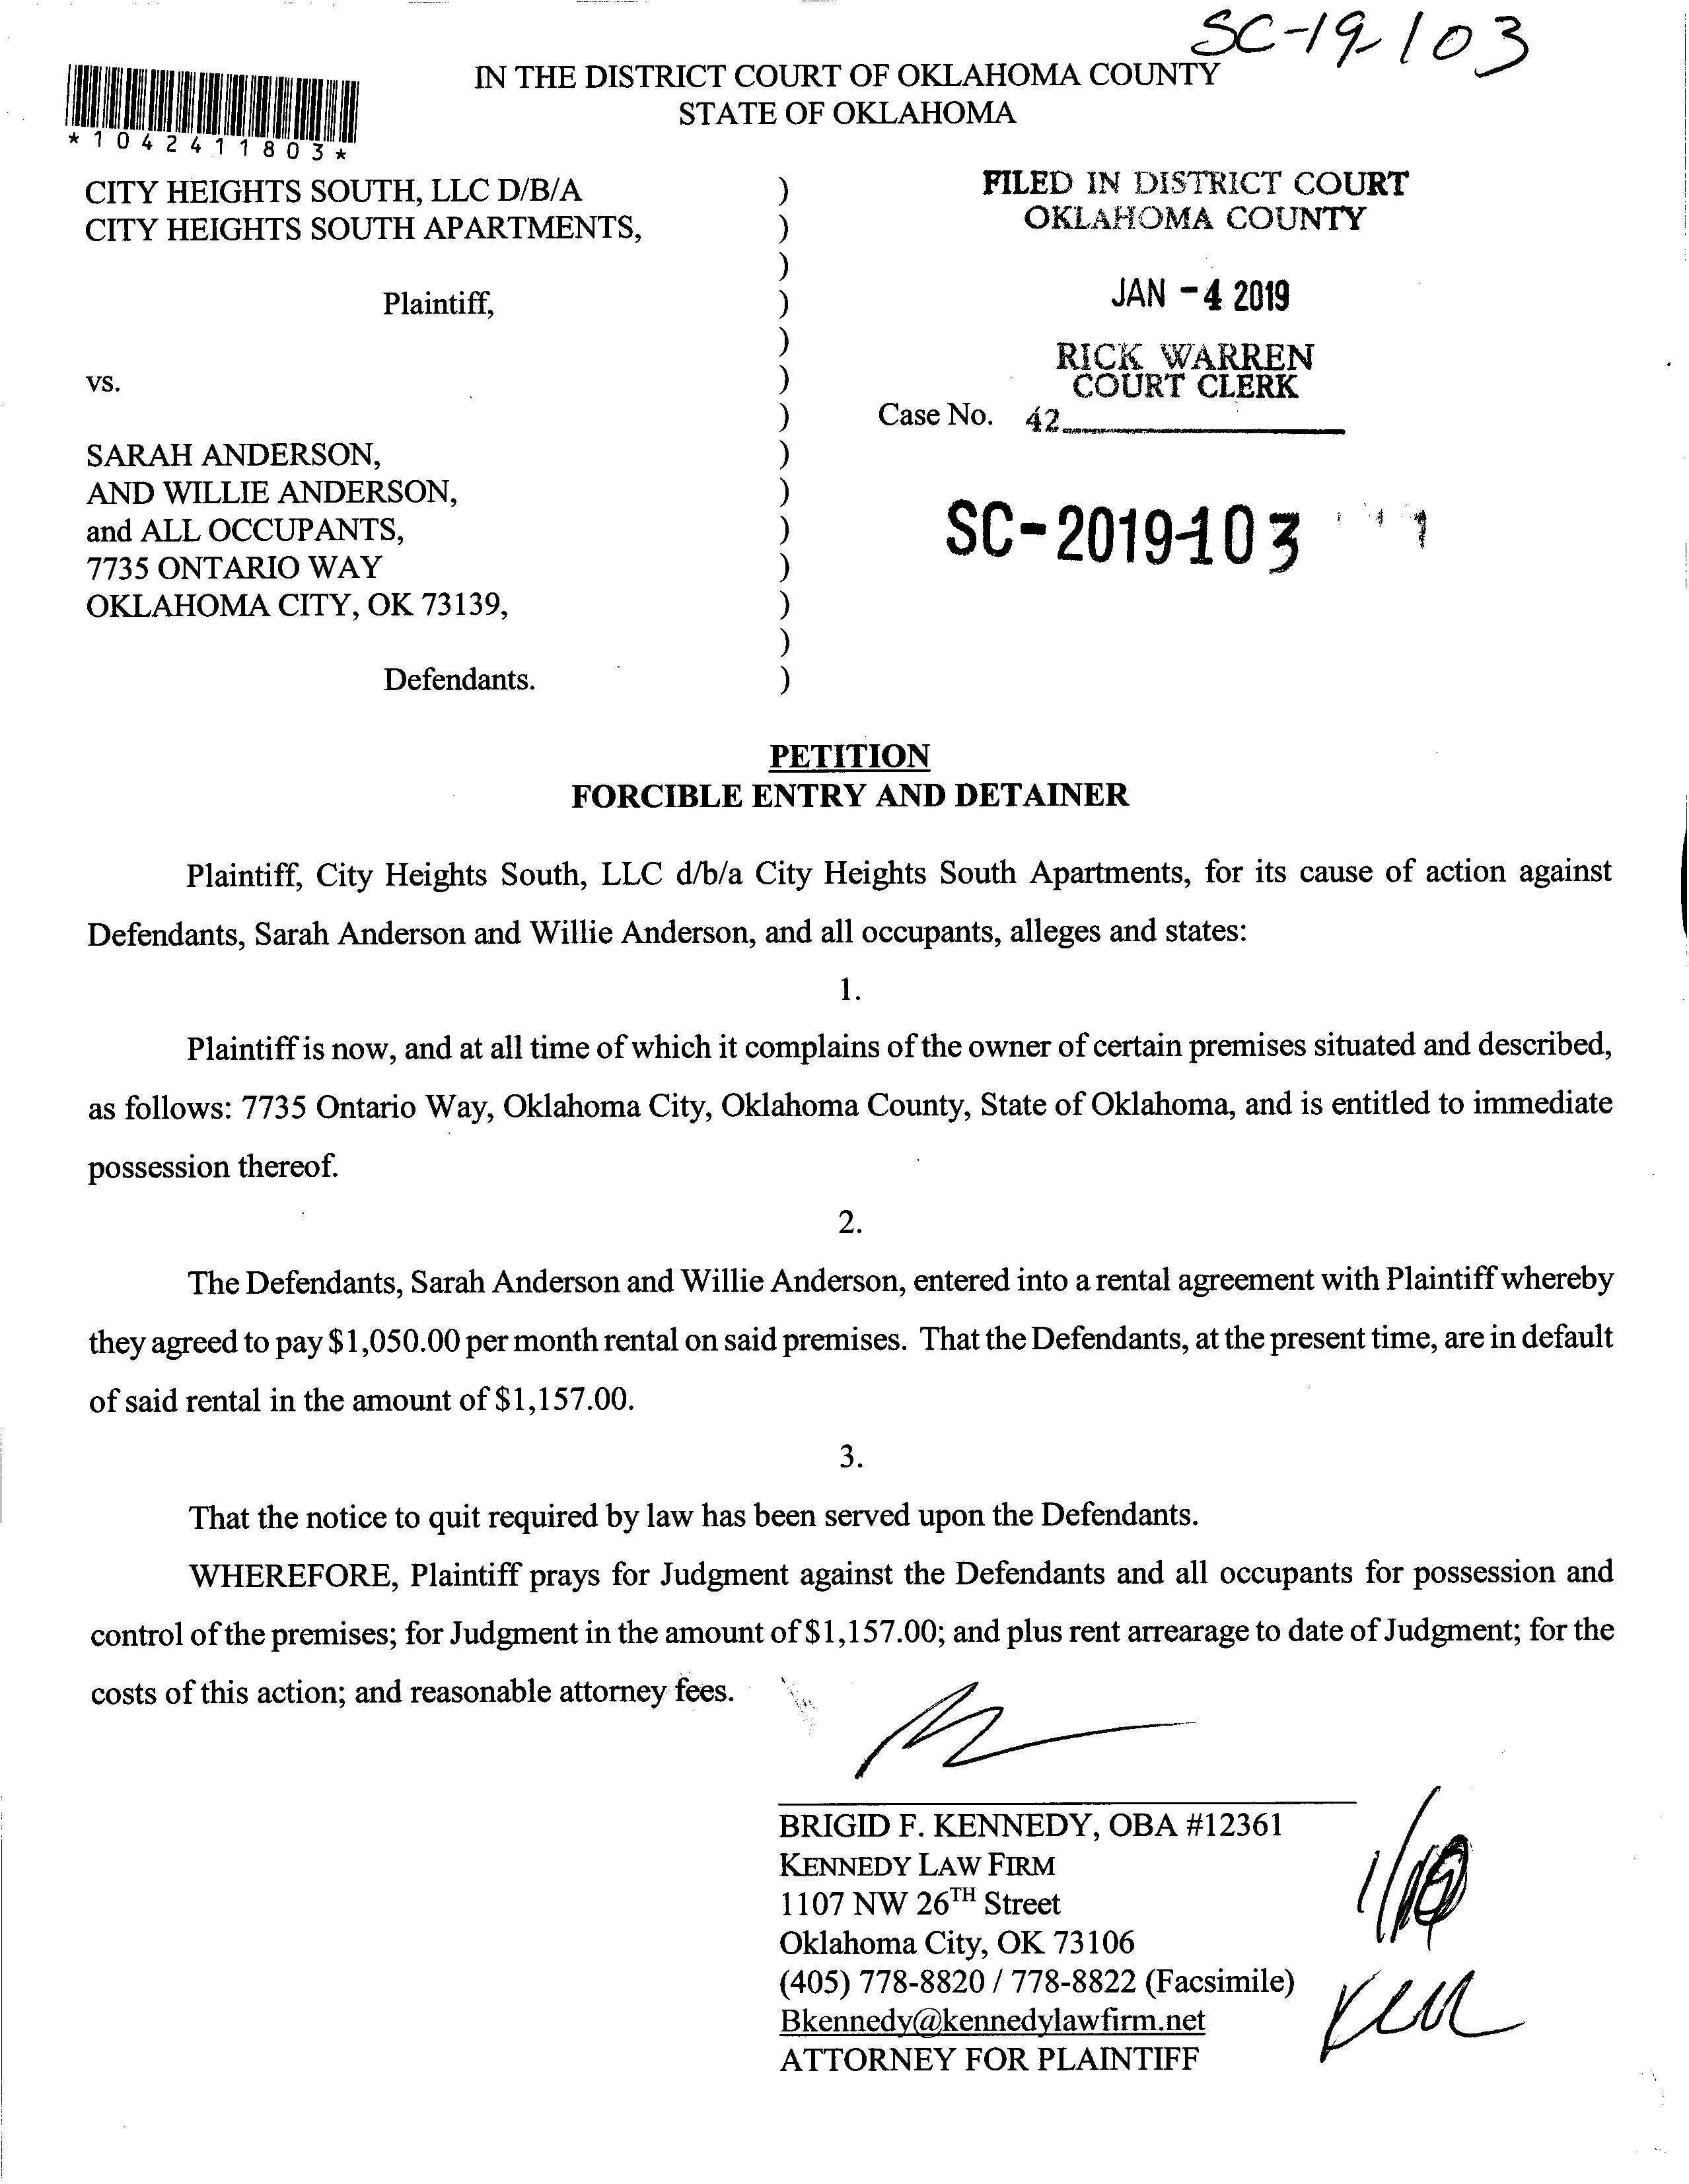 SC-19-103
IN THE DISTRICT COURT OF OKLAHOMA COUNTY
STATE OF OKLAHOMA
*1042411803*
CITY HEIGHTS SOUTH, LLC D/B/A )
CITY HEIGHTS SOUTH APARTMENTS, )
)
Plaintiff, )
)
vs. )
)
SARAH ANDERSON, )
AND WILLIE ANDERSON, )
and ALL OCCUPANTS, )
7735 ONTARIO WAY )
OKLAHOMA CITY, OK 73139, )
)
Defendants. )
FILED IN DISTRICT COURT
OKLAHOMA COUNTY
JAN -4 2019
RICK WARREN
COURT CLERK
Case No. 42
SC-2019-103
PETITION
FORCIBLE ENTRY AND DETAINER
Plaintiff, City Heights South, LLC d/b/a City Heights South Apartments, for its cause of action against
Defendants, Sarah Anderson and Willie Anderson, and all occupants, alleges and states:
1.
Plaintiff is now, and at all time of which it complains of the owner of certain premises situated and described,
as follows: 7735 Ontario Way, Oklahoma City, Oklahoma County, State of Oklahoma, and is entitled to immediate
possession thereof.
2.
The Defendants, Sarah Anderson and Willie Anderson, entered into a rental agreement with Plaintiff whereby
they agreed to pay $1,050.00 per month rental on said premises. That the Defendants, at the present time, are in default
of said rental in the amount of $1,157.00.
3.
That the notice to quit required by law has been served upon the Defendants.
WHEREFORE, Plaintiff prays for Judgment against the Defendants and all occupants for possession and
control of the premises; for Judgment in the amount of $1,157.00; and plus rent arrearage to date of Judgment; for the
costs of this action; and reasonable attorney fees.
BRIGID F. KENNEDY, OBA #12361
KENNEDY LAW FIRM
1107 NW 26TH Street
Oklahoma City, OK 73106
(405) 778-8820 / 778-8822 (Facsimile)
Bkennedy@kennedylawfirm.net
ATTORNEY FOR PLAINTIFF